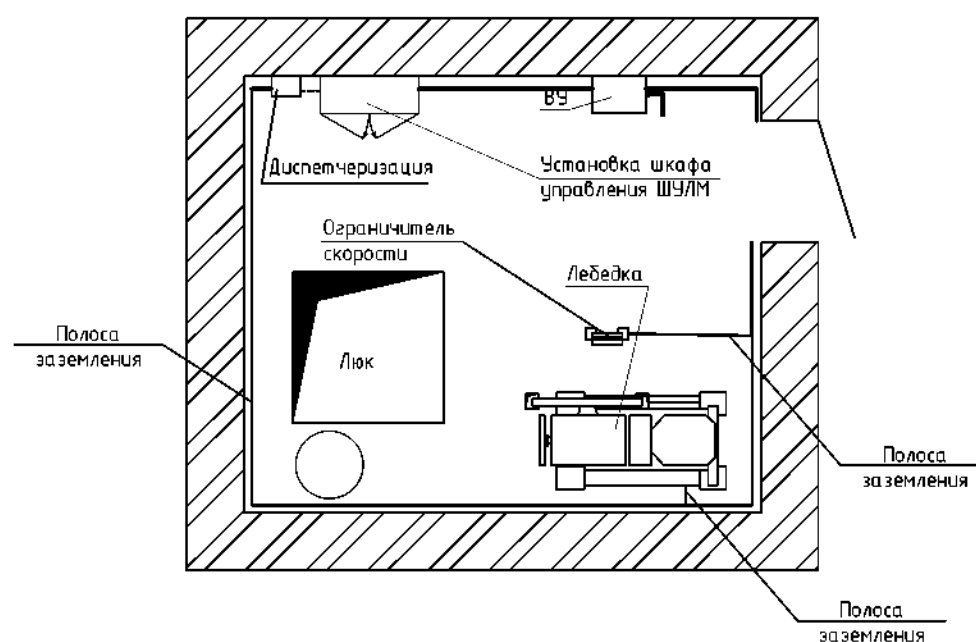 ВУ
Диспетчеризация
Установка шкафа
управления ШУЛМ
Ограничитель
скорости
Лебедка
Полоса
заземления
Люк
Полоса
заземления
Полоса
заземления